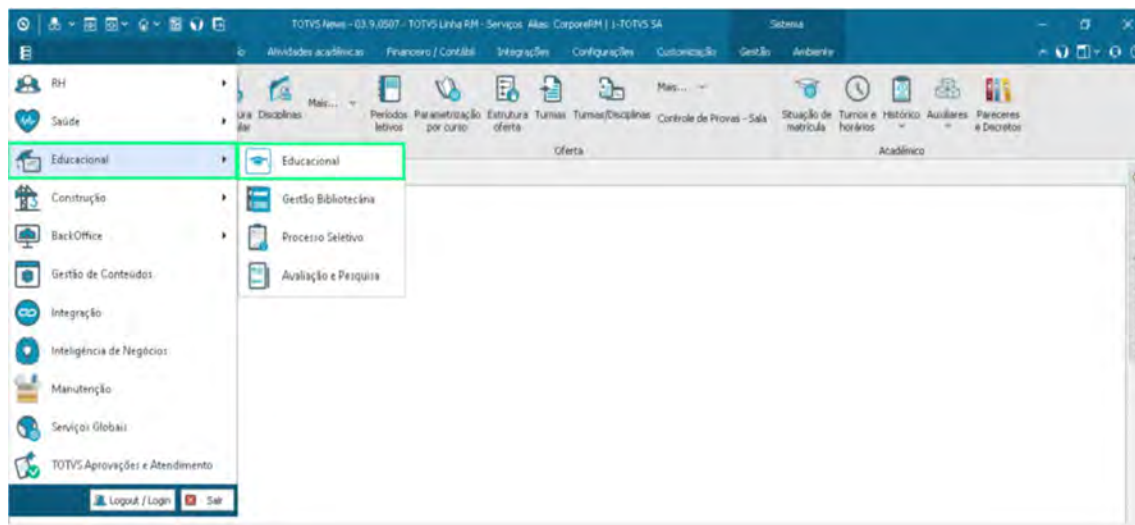 TOTVS News - 03.9.0507 - TOTVS Linha RM - Serviços Alias: CorporeRM | 1-TOTVS SA
Sistema
io Atividades acadêmicas Financeiro / Contábil Integrações Configurações Customização Gestão Ambiente
RH
Saúde
Educacional
Construção
BackOffice
Gestão de Conteúdos
Integração
Inteligência de Negócios
Manutenção
Serviços Globais
TOTVS Aprovações e Atendimento
Logout / Login Sair
Educacional
Gestão Bibliotecária
Processo Seletivo
Avaliação e Pesquisa
Disciplinas
Mais...
Períodos letivos
Parametrização por curso
Estrutura oferta
Turmas
Turmas/Disciplinas
Mais...
Controle de Provas - Sala
Oferta
Situação de matrícula
Turnos e horários
Histórico
Auxiliares
Pareceres e Decretos
Acadêmico